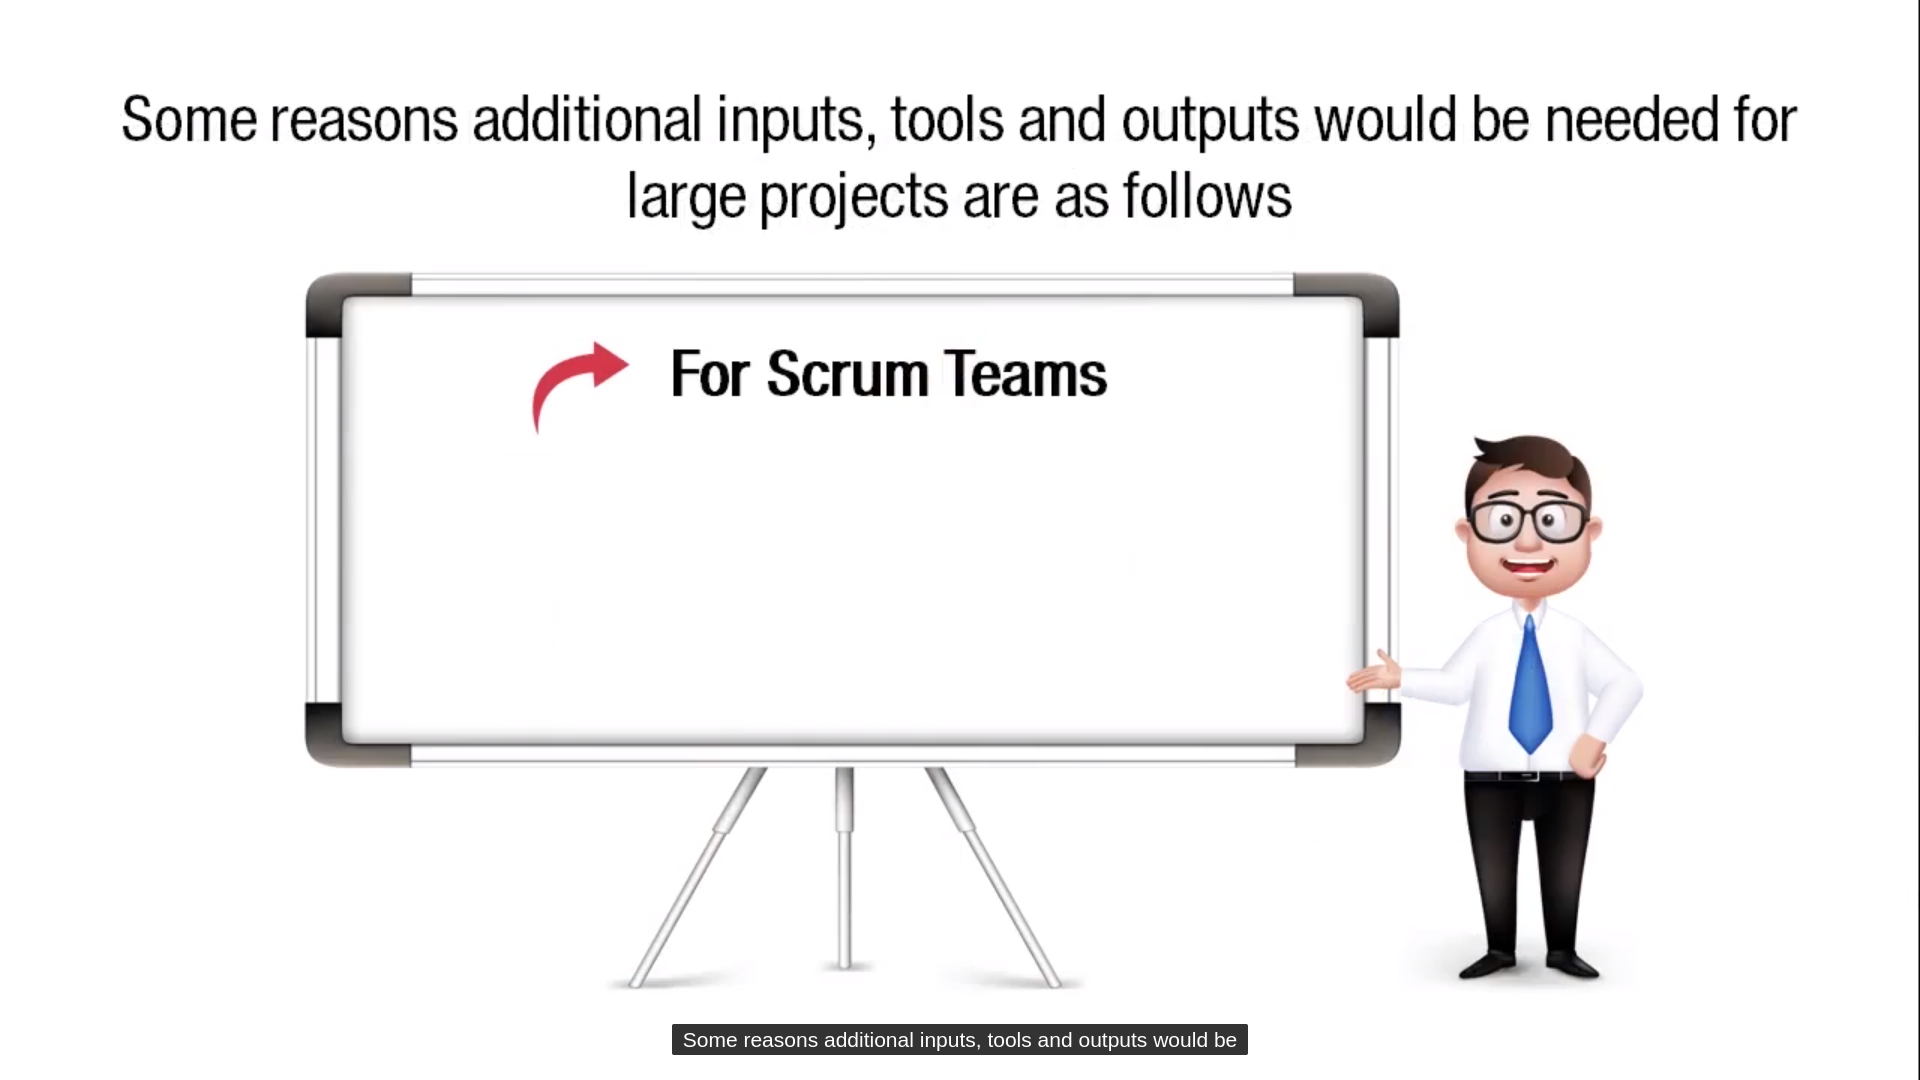 Some reasons additional inputs, tools and outputs would be needed for
large projects are as follows
For Scrum Teams
Some reasons additional inputs, tools and outputs would be